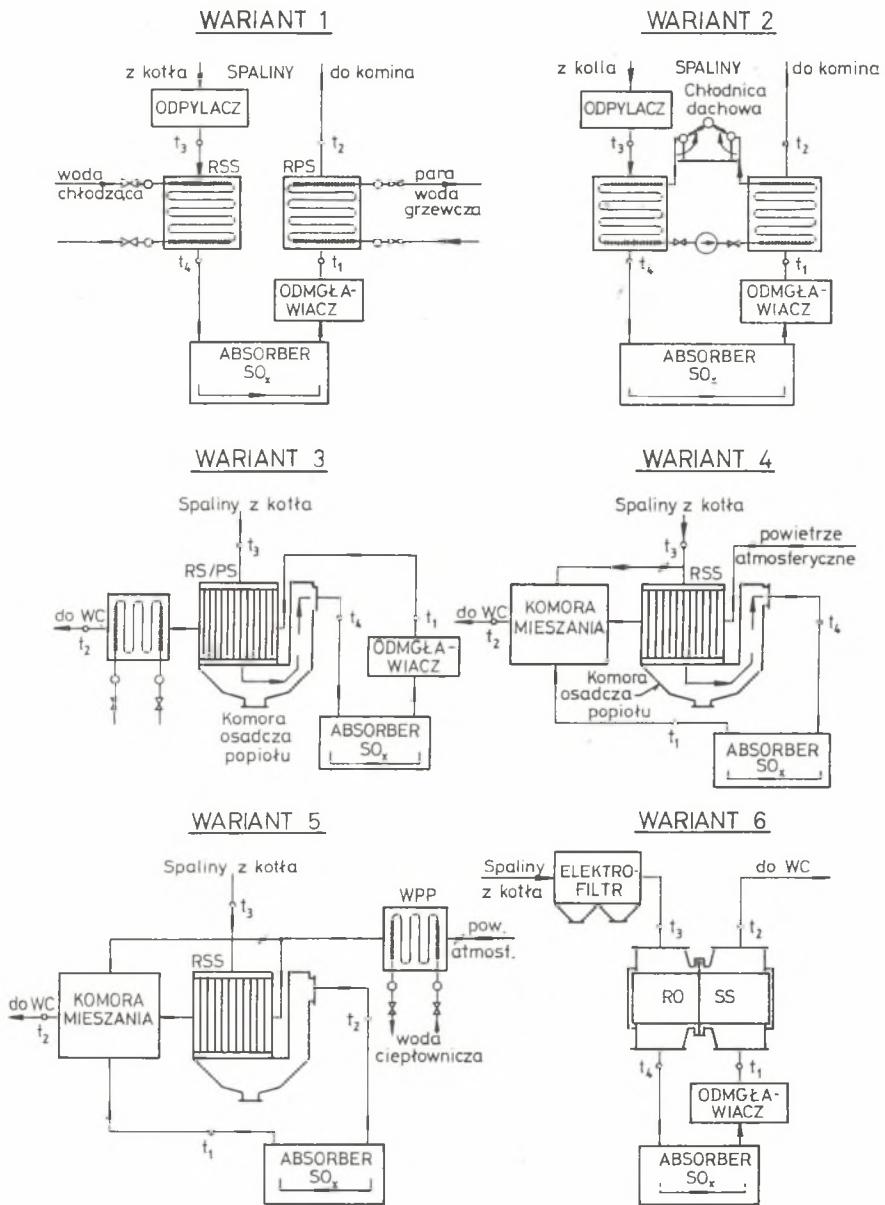 WARIANT 1
z kotła SPALINY do komina
ODPYLACZ
t3 t2
RSS RPS
woda para
chłodząca woda
grzewcza
t4 t1
ODMGŁA-
WIACZ
ABSORBER
SOx
WARIANT 2
z kolla SPALINY do komina
Chłodnica
dachowa
ODPYLACZ
t3 t2
t4 t1
ODMGŁA-
WIACZ
ABSORBER
SOx
WARIANT 3
Spaliny z kotła
t3
RS/PS
do WC
t2
t1
t4
ODMGŁA-
WIACZ
Komora
osadcza
popiołu
ABSORBER
SOx
WARIANT 4
Spaliny z kotła
powietrze
atmosferyczne
t3
RSS
do WC
t2
KOMORA
MIESZANIA
t4
Komora
osadcza
popiołu
t1
ABSORBER
SOx
WARIANT 5
Spaliny z kotła
WPP
t3
pow.
atmosf.
RSS
do WC
t2
KOMORA
MIESZANIA
t2
woda
ciepłownicza
t1
ABSORBER
SOx
WARIANT 6
Spaliny
z kotła
ELEKTRO-
FILTR
do WC
t3 t2
RO SS
t4 t1
ODMGŁA-
WIACZ
ABSORBER
SOx